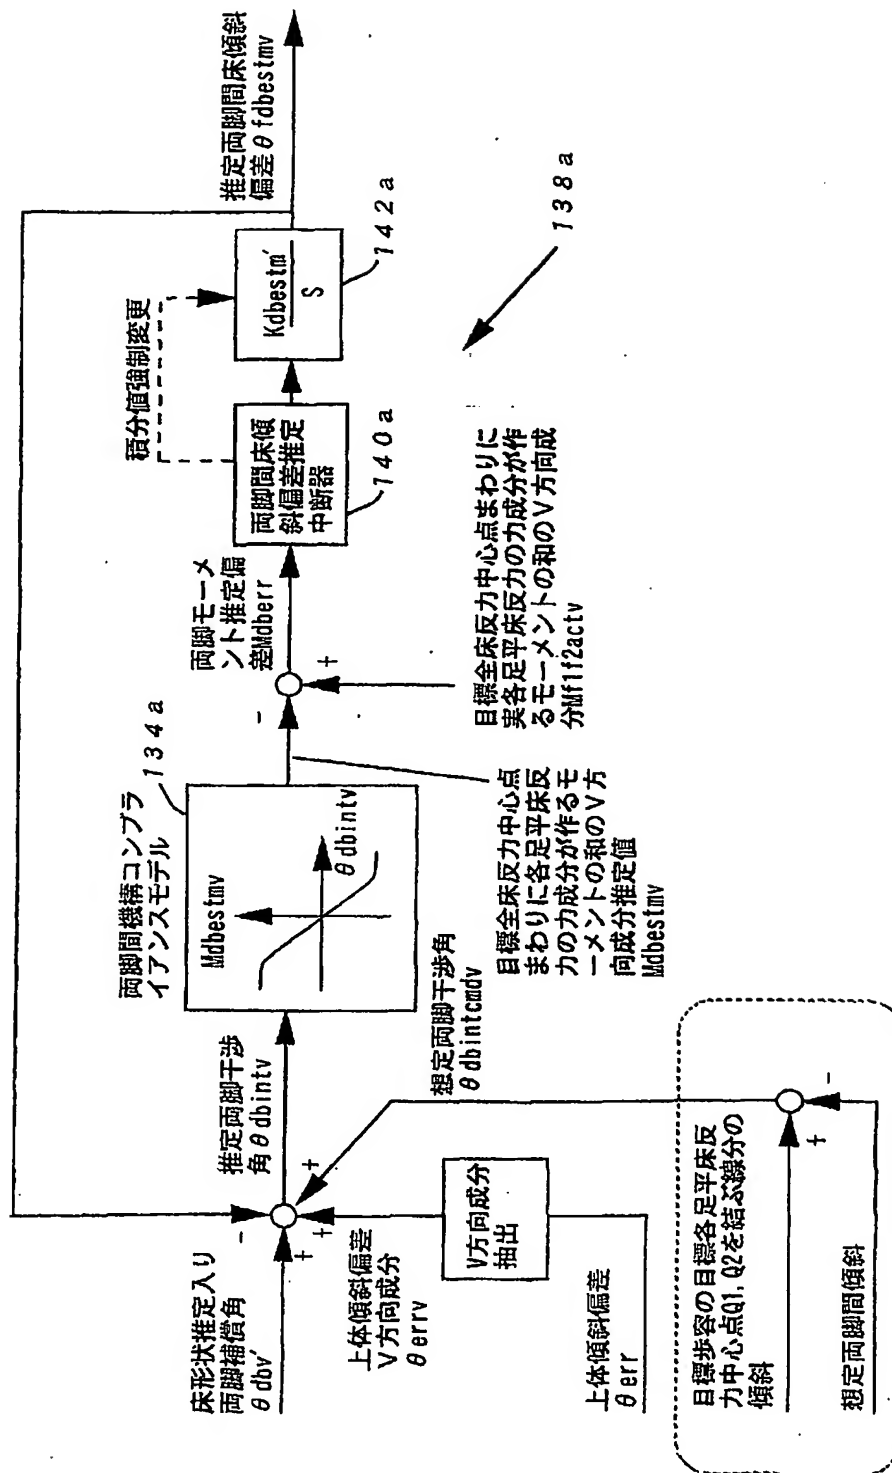 床形状推定入り
両脚補償角
θdbv′
上体傾斜偏差
V方向成分
θerrv
V方向成分
抽出
上体傾斜偏差
θerr
目標歩容の目標各足平床反
力中心点Q1,Q2を結ぶ線分の
傾斜
想定両脚間傾斜
+
-
-
+
+
+
推定両脚干渉
角θdbintv
想定両脚干渉角
θdbintcmdv
両脚間機構コンプラ
イアンスモデル
134a
Mdbestmv
θdbintv
目標全床反力中心点
まわりに各足平床反
力の力成分が作るモ
ーメントの和のV方
向成分推定値
Mdbestmv
-
+
両脚モーメ
ント推定偏
差Mdberr
目標全床反力中心点まわりに
実各足平床反力の力成分が作
るモーメントの和のV方向成
分Mf1f2actv
両脚間床傾
斜偏差推定
中断器
140a
積分値強制変更
Kdbestm′
S
142a
推定両脚間床傾斜
偏差θfdbestmv
138a